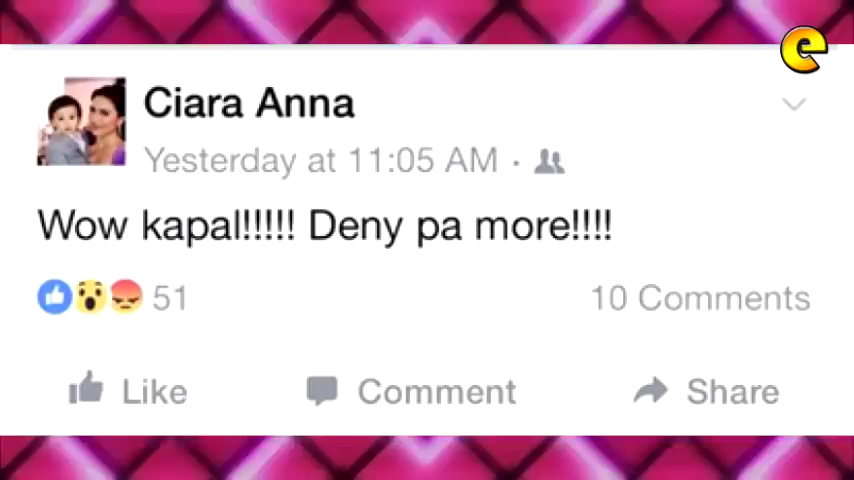 e
Ciara Anna
Yesterday at 11:05 AM ·
Wow kapal!!!!! Deny pa more!!!!
51
10 Comments
Like
Comment
Share